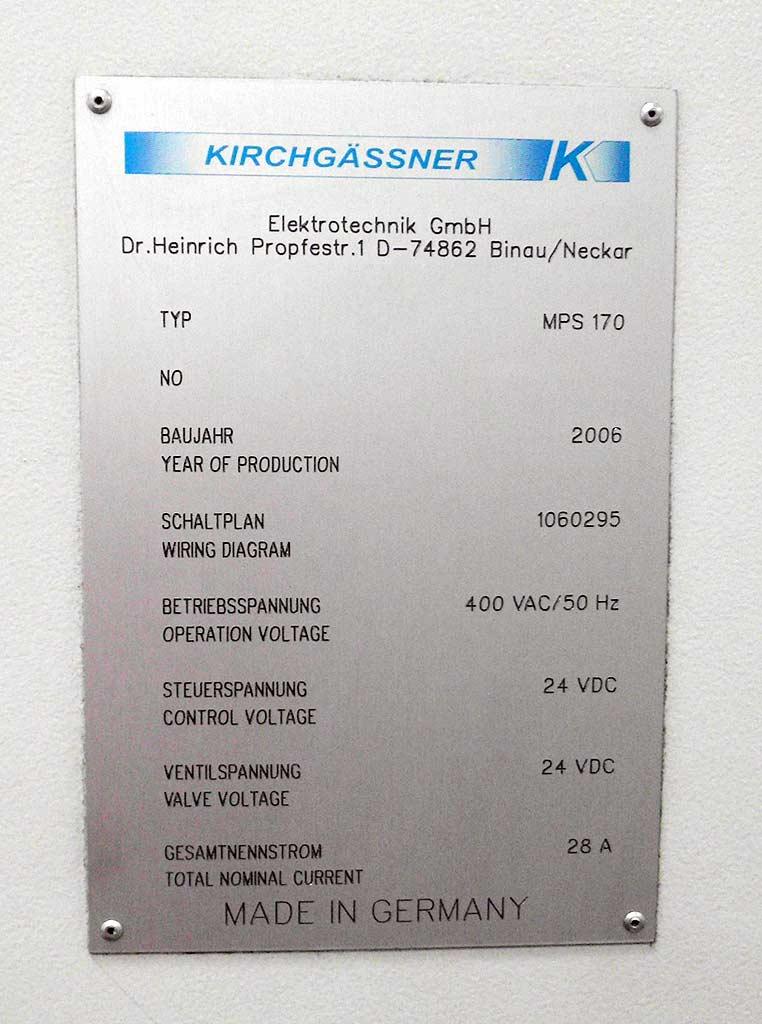 KIRCHGÄSSNER K
Elektrotechnik GmbH
Dr.Heinrich Propfestr.1 D-74862 Binau/Neckar
TYP MPS 170
NO
BAUJAHR 2006
YEAR OF PRODUCTION
SCHALTPLAN 1060295
WIRING DIAGRAM
BETRIEBSSPANNUNG 400 VAC/50 Hz
OPERATION VOLTAGE
STEUERSPANNUNG 24 VDC
CONTROL VOLTAGE
VENTILSPANNUNG 24 VDC
VALVE VOLTAGE
GESAMTNENNSTROM 28 A
TOTAL NOMINAL CURRENT
MADE IN GERMANY